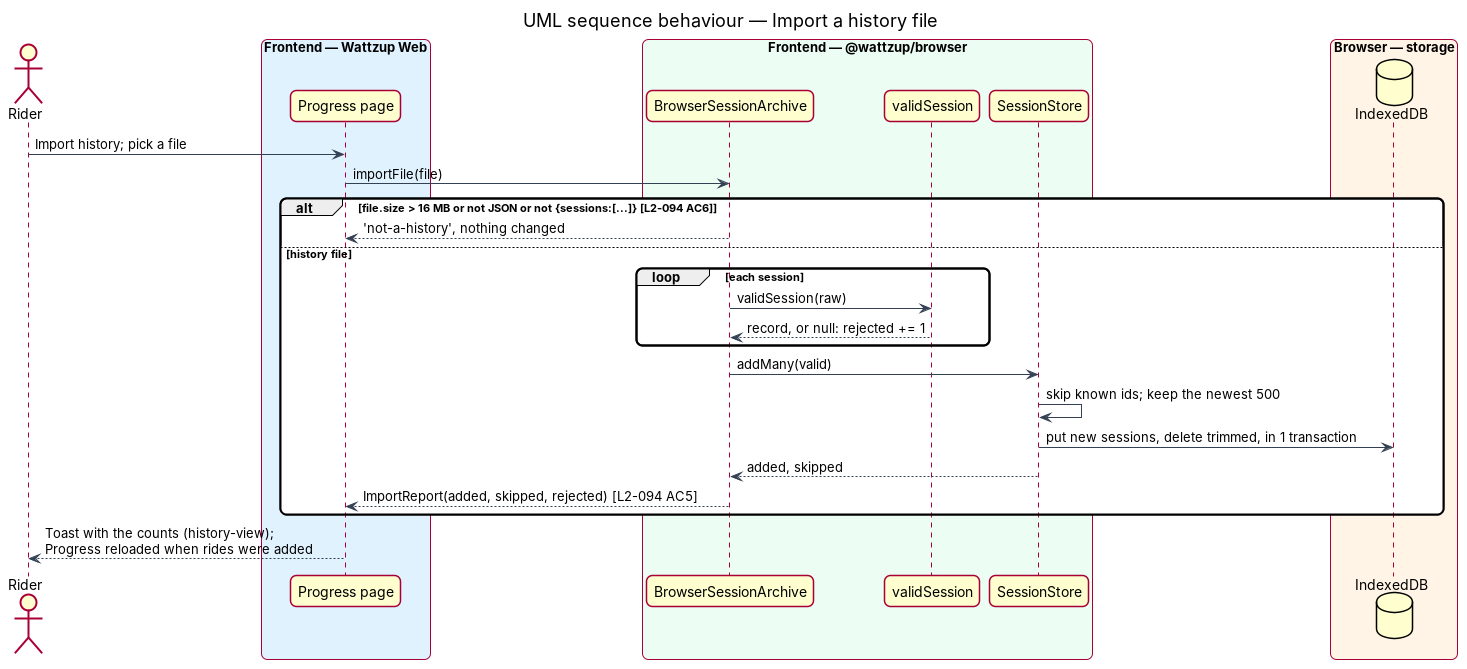 UML sequence behaviour — Import a history file
Frontend — Wattzup Web
Frontend — @wattzup/browser
Browser — storage
Rider
Progress page
BrowserSessionArchive
validSession
SessionStore
IndexedDB
Import history; pick a file
importFile(file)
alt
[file.size > 16 MB or not JSON or not {sessions:[...]} [L2-094 AC6]]
'not-a-history', nothing changed
[history file]
loop
[each session]
validSession(raw)
record, or null: rejected += 1
addMany(valid)
skip known ids; keep the newest 500
put new sessions, delete trimmed, in 1 transaction
added, skipped
ImportReport(added, skipped, rejected) [L2-094 AC5]
Toast with the counts (history-view);
Progress reloaded when rides were added
Rider
Progress page
BrowserSessionArchive
validSession
SessionStore
IndexedDB